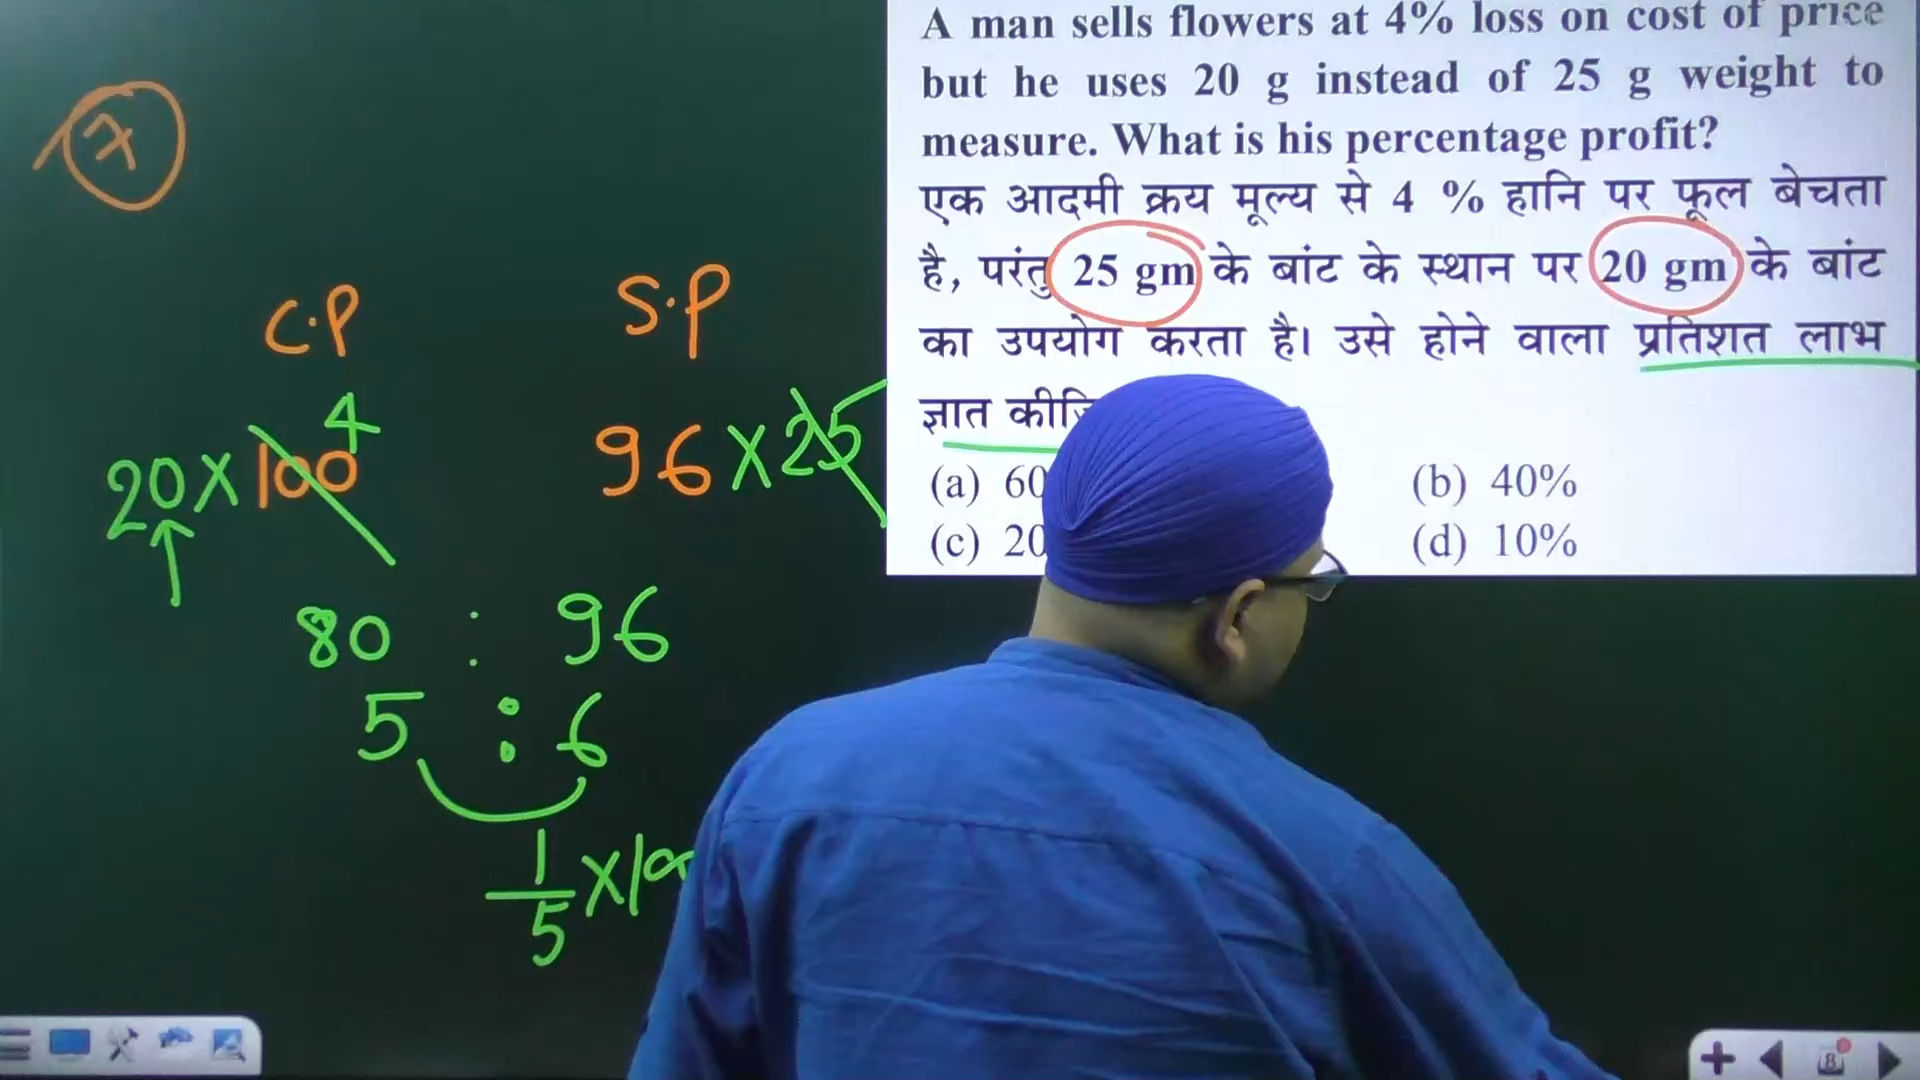 A man sells flowers at 4% loss on cost of price
but he uses 20 g instead of 25 g weight to
measure. What is his percentage profit?
एक आदमी क्रय मूल्य से 4 % हानि पर फूल बेचता
है, परंतु 25 gm के बांट के स्थान पर 20 gm के बांट
का उपयोग करता है। उसे होने वाला प्रतिशत लाभ
ज्ञात
(a) 60 (b) 40%
(c) 20 (d) 10%
C.P S.P
4
20 X 100 96 X 25
80 : 96
5 : 6
1/5 X
8